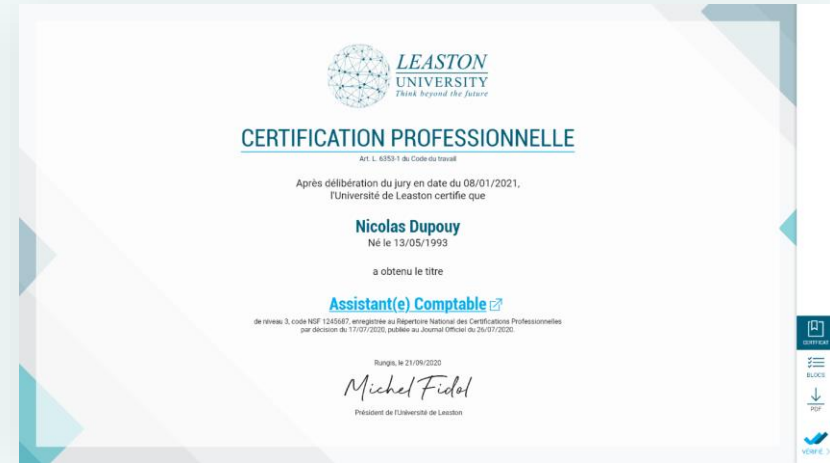 LEASTON
UNIVERSITY
Think beyond the future
CERTIFICATION PROFESSIONNELLE
Art. L. 6353-1 du Code du travail
Après délibération du jury en date du 08/01/2021,
l'Université de Leaston certifie que
Nicolas Dupouy
Né le 13/05/1993
a obtenu le titre
Assistant(e) Comptable
de niveau 3, code NSF 1245687, enregistrée au Répertoire National des Certifications Professionnelles
par décision du 17/07/2020, publiée au Journal Officiel du 26/07/2020.
Rungis, le 21/09/2020
Michel Fidol
Président de l'Université de Leaston
CERTIFICAT
BLOCS
PDF
VÉRIFIÉ